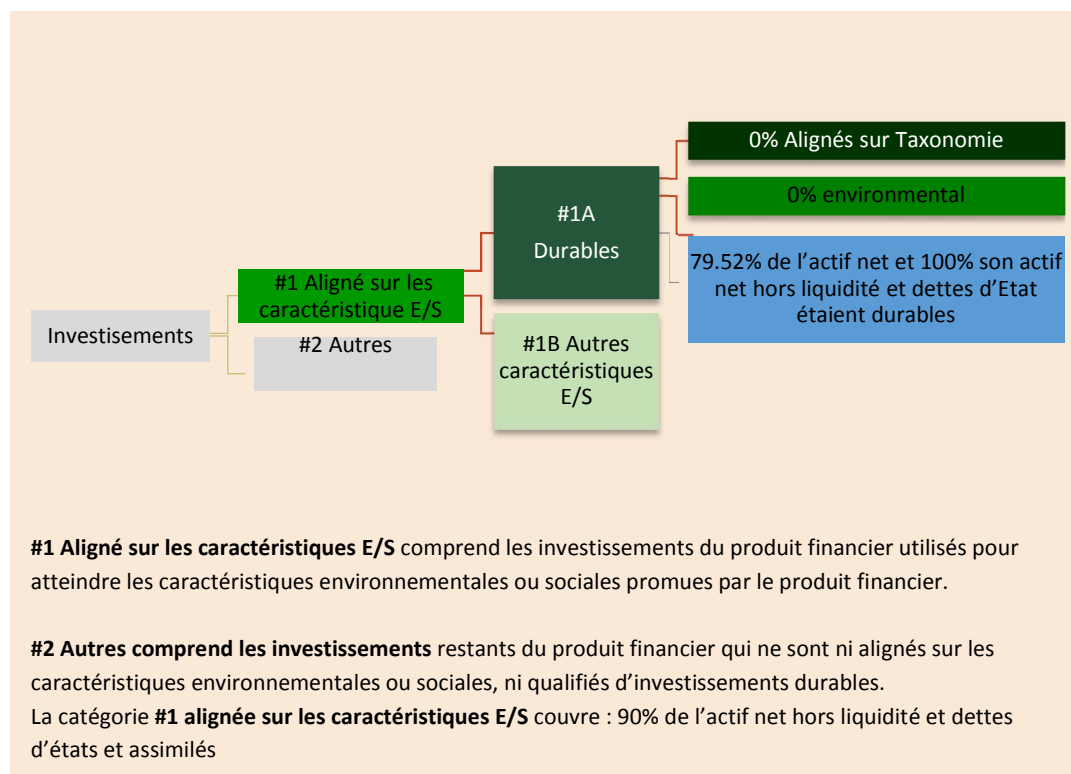 Investisements
#1 Aligné sur les
caractéristique E/S
#2 Autres
#1A
Durables
#1B Autres
caractéristiques
E/S
0% Alignés sur Taxonomie
0% environmental
79.52% de l’actif net et 100% son actif
net hors liquidité et dettes d’Etat
étaient durables
#1 Aligné sur les caractéristiques E/S comprend les investissements du produit financier utilisés pour
atteindre les caractéristiques environnementales ou sociales promues par le produit financier.
#2 Autres comprend les investissements restants du produit financier qui ne sont ni alignés sur les
caractéristiques environnementales ou sociales, ni qualifiés d’investissements durables.
La catégorie #1 alignée sur les caractéristiques E/S couvre : 90% de l’actif net hors liquidité et dettes
d’états et assimilés